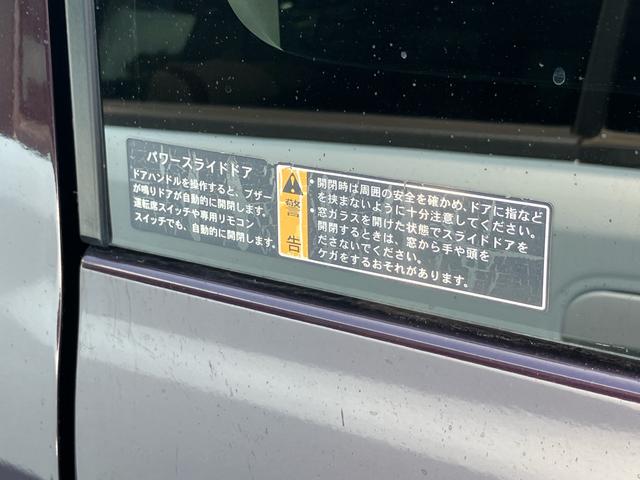 パワースライドドア
ドアハンドルを操作すると、ブザー
が鳴りドアが自動的に開閉します。
運転席スイッチや専用リモコン
スイッチでも、自動的に開閉します。
警告
・開閉時は周囲の安全を確かめ、ドアに指など
を挟まないように十分注意してください。
・窓ガラスを開けた状態でスライドドアを
開閉するときは、窓から手や頭を
ださないでください。
ケガをするおそれがあります。